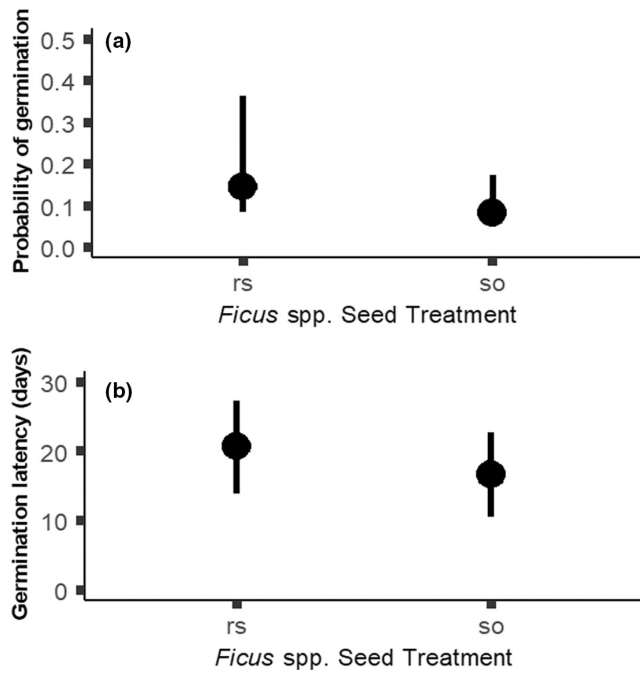 (a)
Probability of germination
0.5
0.4
0.3
0.2
0.1
0.0
rs so
Ficus spp. Seed Treatment
(b)
Germination latency (days)
30
20
10
0
rs so
Ficus spp. Seed Treatment